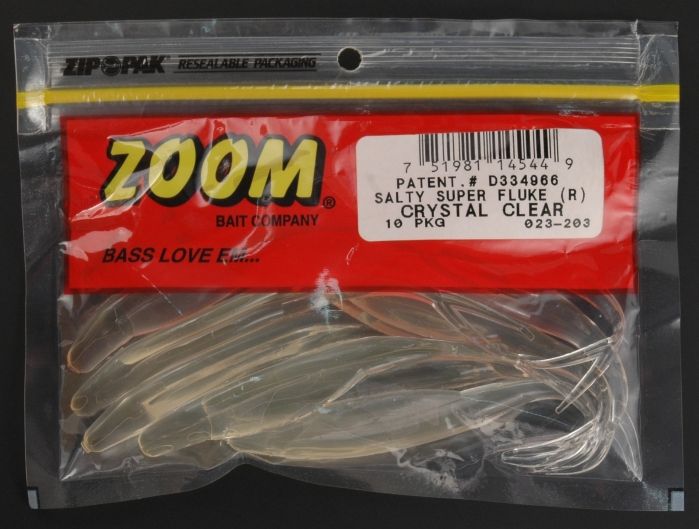 ZIP PAK RESEALABLE PACKAGING
ZOOM®
BAIT COMPANY
BASS LOVE EM...
7 51981 14544 9
PATENT.# D334966
SALTY SUPER FLUKE (R)
CRYSTAL CLEAR
10 PKG 023-203